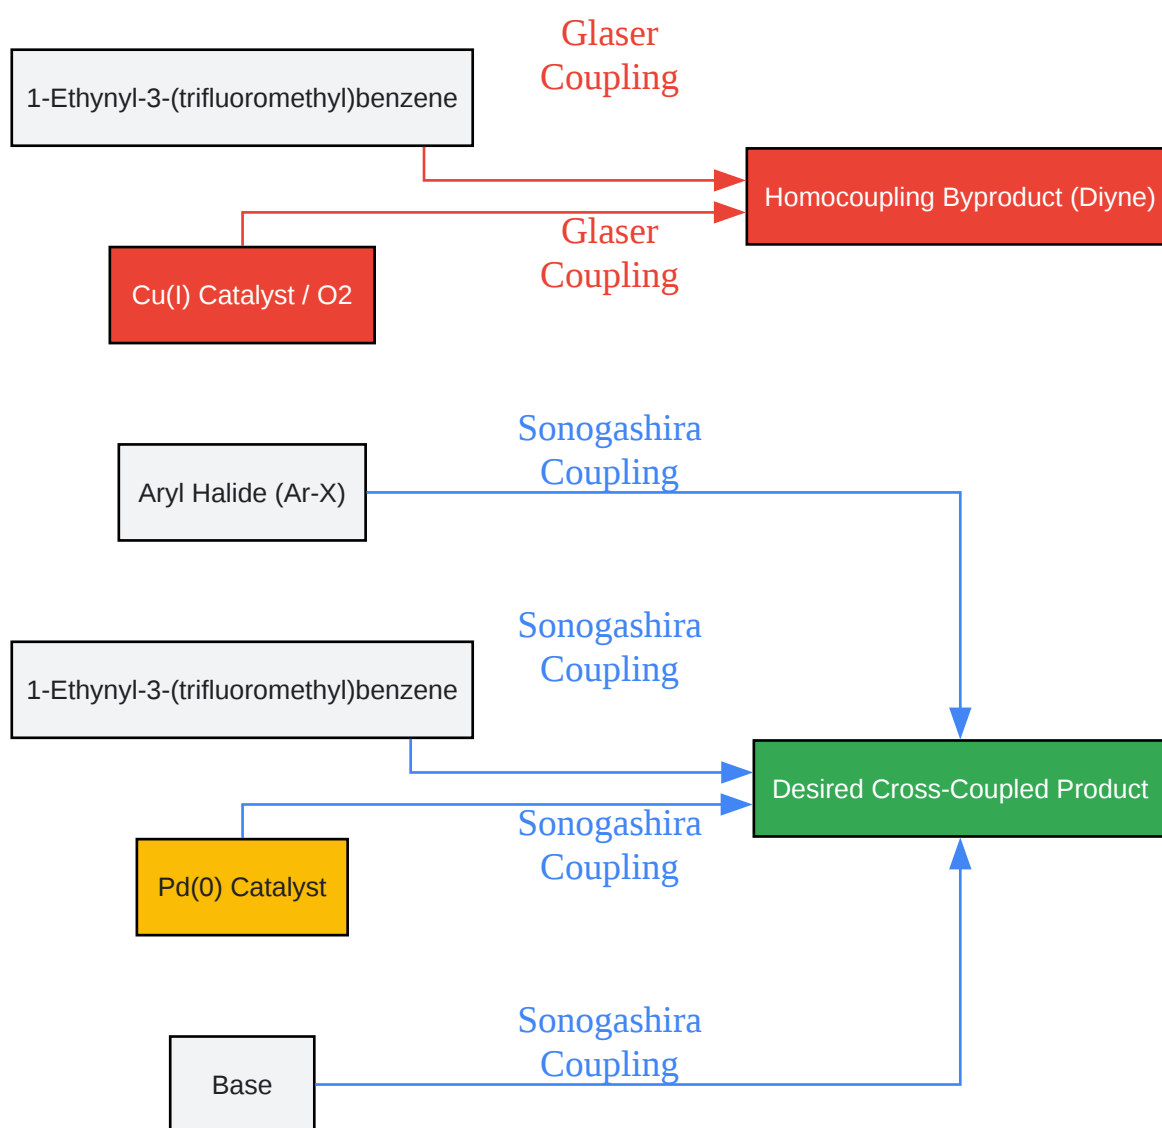 Glaser
Coupling
1-Ethynyl-3-(trifluoromethyl)benzene
Homocoupling Byproduct (Diyne)
Glaser
Coupling
Cu(I) Catalyst / O2
Sonogashira
Coupling
Aryl Halide (Ar-X)
Sonogashira
Coupling
1-Ethynyl-3-(trifluoromethyl)benzene
Desired Cross-Coupled Product
Sonogashira
Coupling
Pd(0) Catalyst
Sonogashira
Coupling
Base